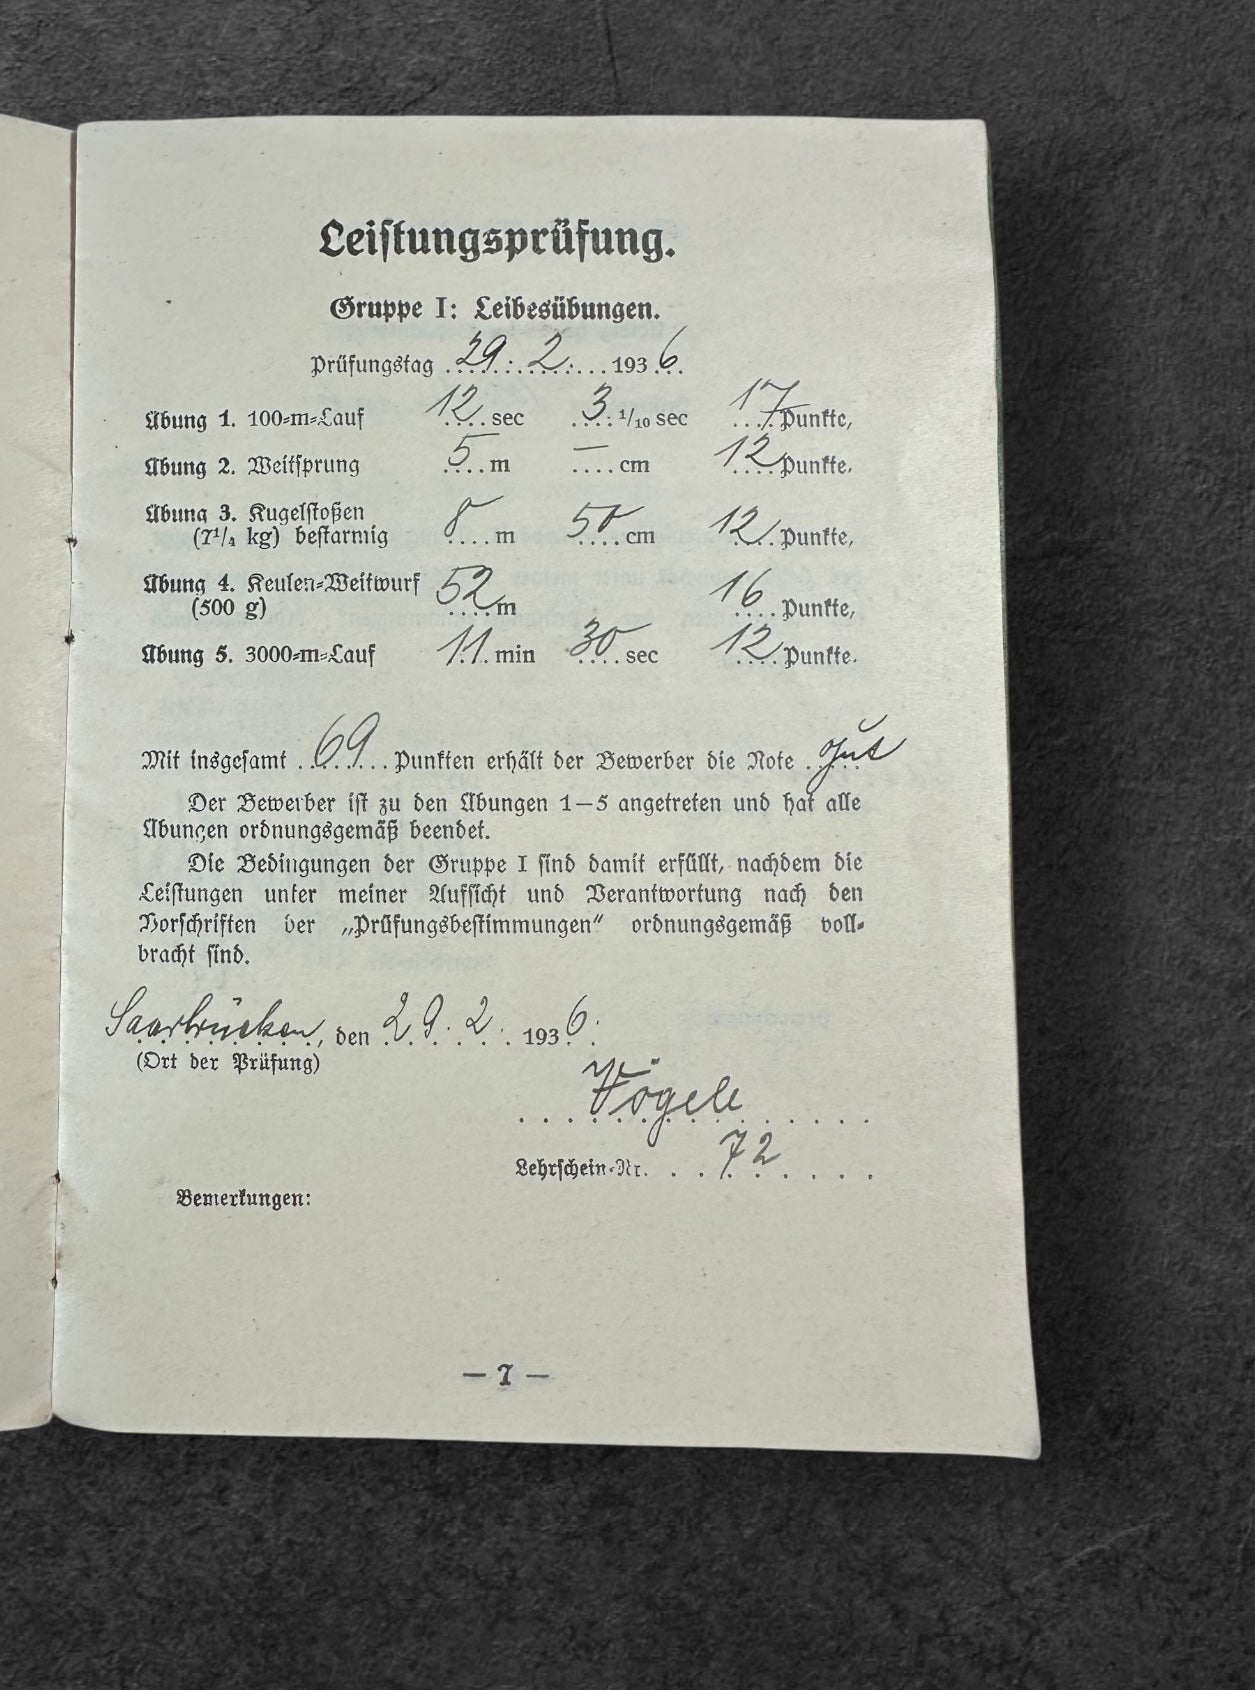 Leistungsprüfung.
Gruppe I: Leibesübungen.
Prüfungstag 29. 2. 1936.
Übung 1. 100-m-Lauf 12 sec 3 1/10 sec 17 Punkte,
Übung 2. Weitsprung 5 m — cm 12 Punkte,
Übung 3. Kugelstoßen
(7¼ kg) bestarmig 8 m 50 cm 12 Punkte,
Übung 4. Keulen-Weitwurf
(500 g) 52 m 16 Punkte,
Übung 5. 3000-m-Lauf 11 min 30 sec 12 Punkte.
Mit insgesamt 69 Punkten erhält der Bewerber die Note gut
Der Bewerber ist zu den Übungen 1—5 angetreten und hat alle
Übungen ordnungsgemäß beendet.
Die Bedingungen der Gruppe I sind damit erfüllt, nachdem die
Leistungen unter meiner Aufsicht und Verantwortung nach den
Vorschriften der „Prüfungsbestimmungen“ ordnungsgemäß voll-
bracht sind.
Saarbrücken, den 29. 2. 1936.
(Ort der Prüfung)
Vögele
Lehrschein-Nr. 72
Bemerkungen:
— 7 —